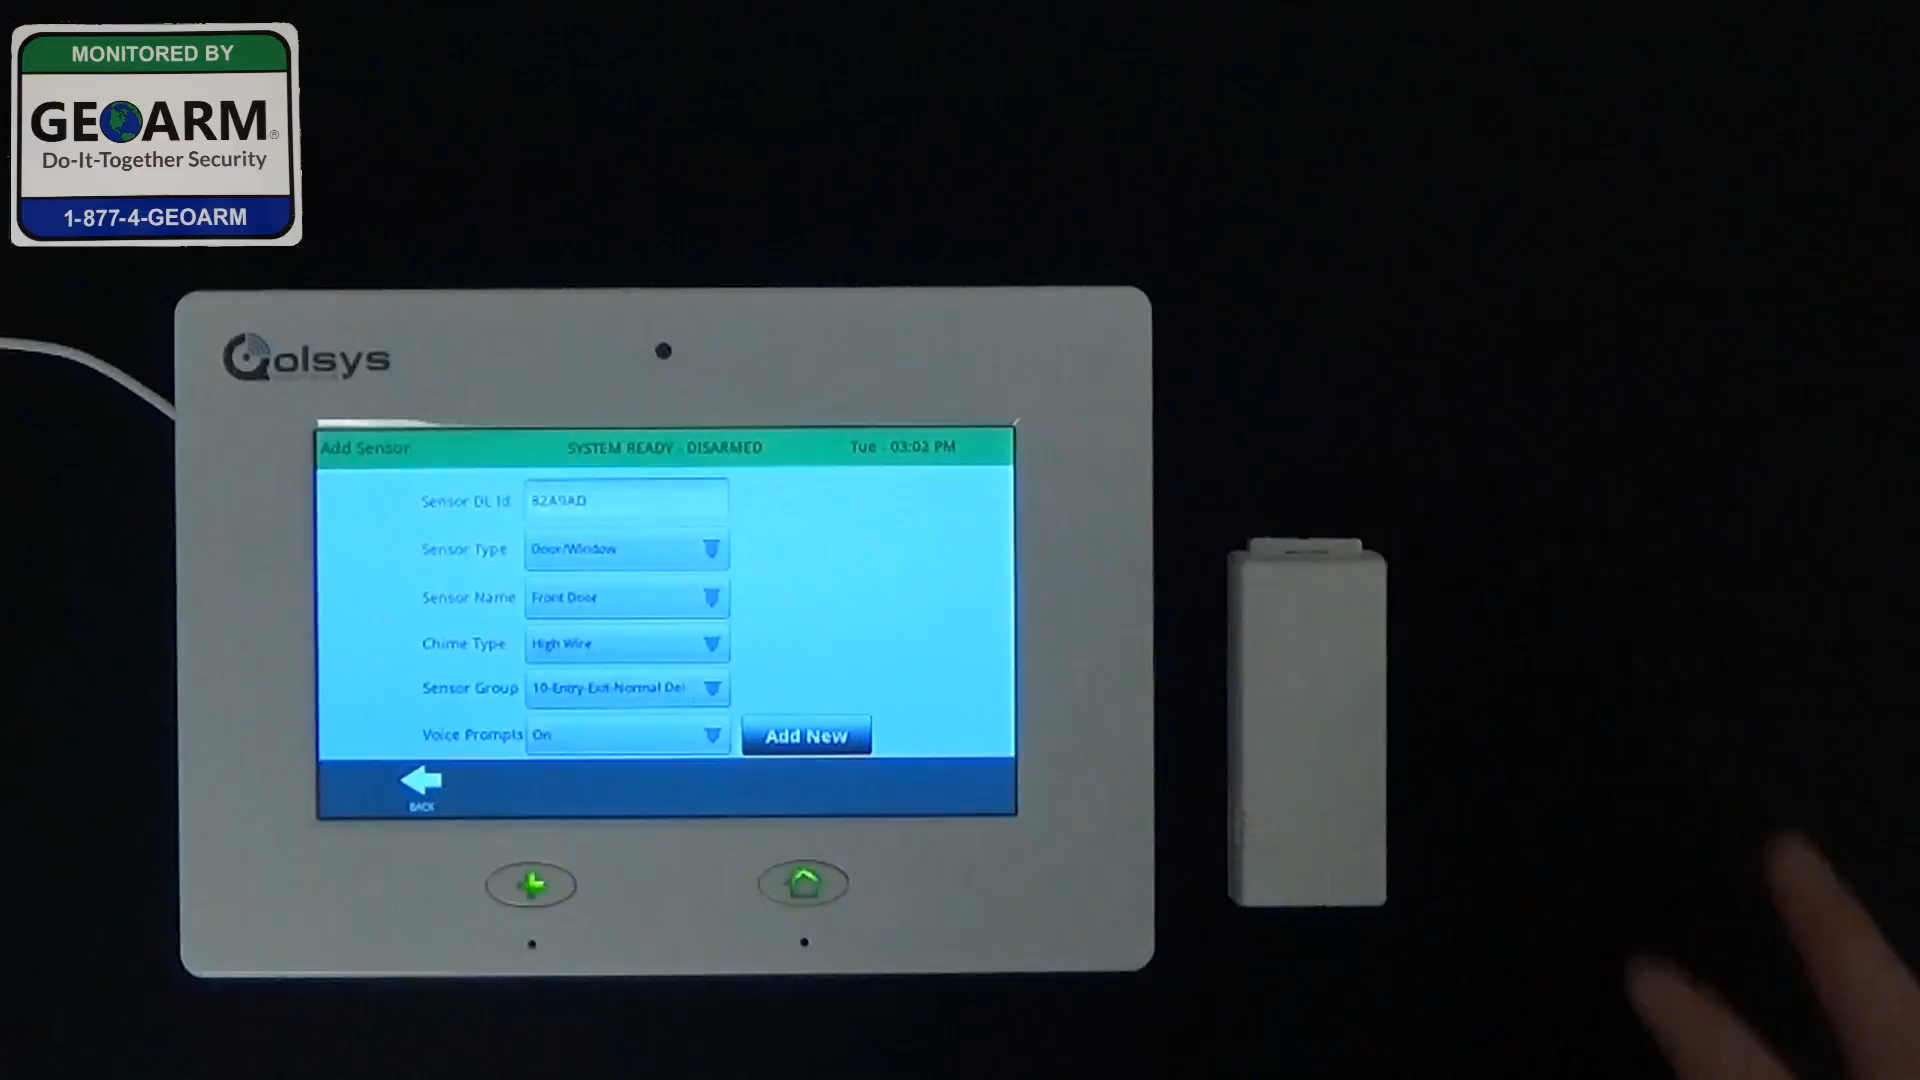 MONITORED BY
GEOARM®
Do-It-Together Security
1-877-4-GEOARM
Qolsys
Add Sensor SYSTEM READY - DISARMED Tue - 03:02 PM
Sensor DL Id 82A9AD
Sensor Type Door/Window
Sensor Name Front Door
Chime Type High Wire
Sensor Group 10-Entry-Exit-Normal Del
Voice Prompts On Add New
BACK